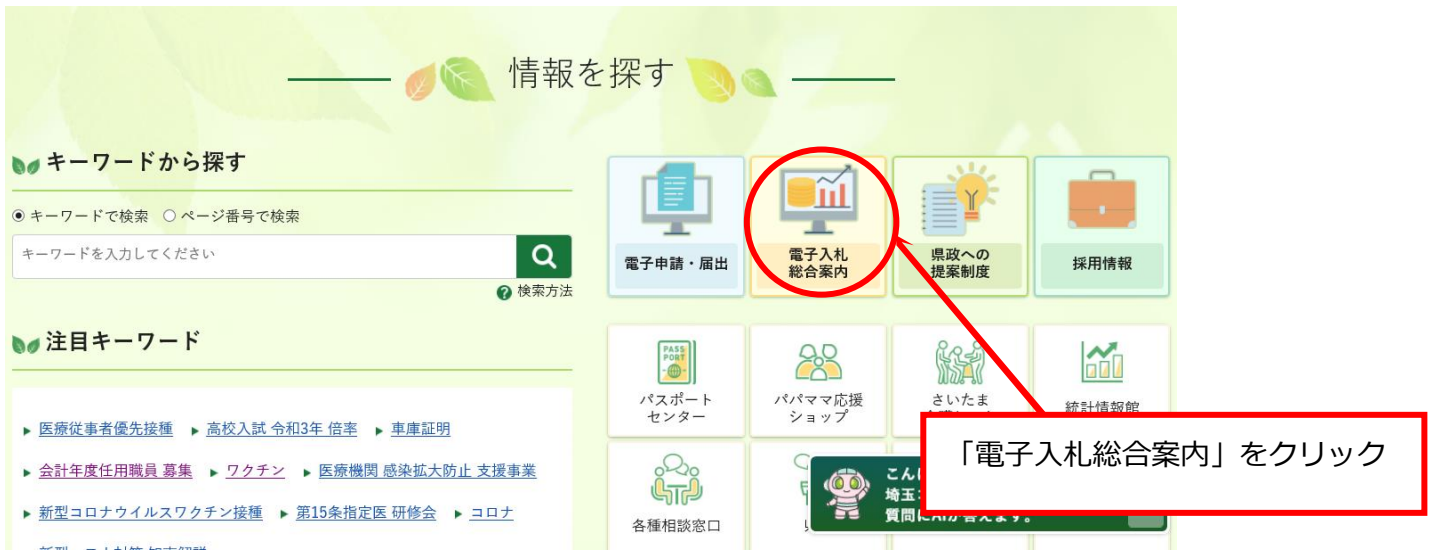 情報を探す
キーワードから探す
キーワードで検索 ページ番号で検索
キーワードを入力してください
検索方法
注目キーワード
医療従事者優先接種 高校入試 令和3年 倍率 車庫証明
会計年度任用職員 募集 ワクチン 医療機関 感染拡大防止 支援事業
新型コロナウイルスワクチン接種 第15条指定医 研修会 コロナ
電子申請・届出
電子入札
総合案内
県政への
提案制度
採用情報
PASS
PORT
パスポート
センター
パパママ応援
ショップ
さいたま
統計情報館
各種相談窓口
「電子入札総合案内」をクリック
こん
埼玉
質問にAIが答えます。